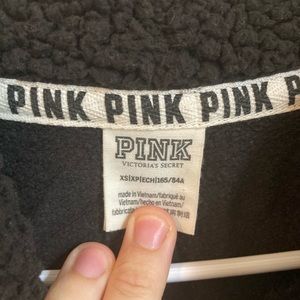 PINK PINK PINK PINK
PINK
VICTORIA'S SECRET
XS|XP|ECH|165/84A
made in Vietnam/fabriqué au
Vietnam/hecho en Vietnam/